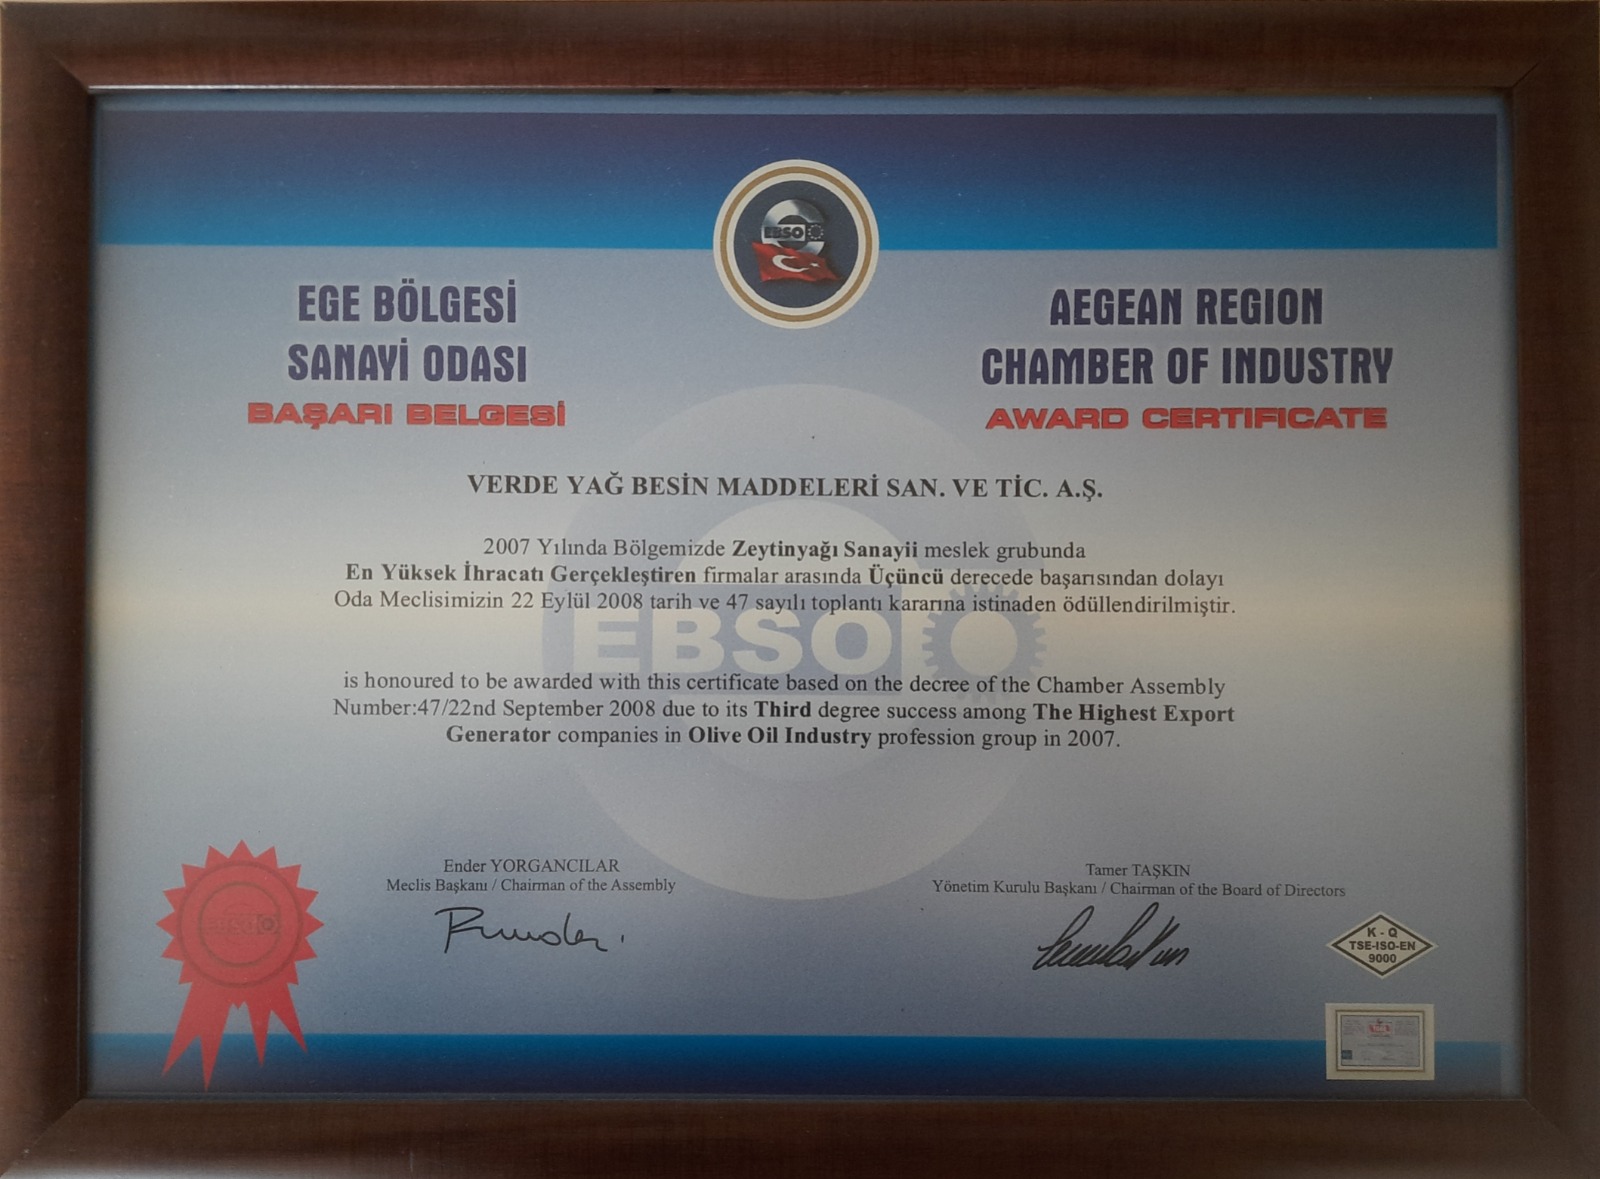 EBSO
EGE BÖLGESİ
SANAYİ ODASI
BAŞARI BELGESİ
AEGEAN REGION
CHAMBER OF INDUSTRY
AWARD CERTIFICATE
VERDE YAĞ BESİN MADDELERİ SAN. VE TİC. A.Ş.
2007 Yılında Bölgemizde Zeytinyağı Sanayii meslek grubunda
En Yüksek İhracatı Gerçekleştiren firmalar arasında Üçüncü derecede başarısından dolayı
Oda Meclisimizin 22 Eylül 2008 tarih ve 47 sayılı toplantı kararına istinaden ödüllendirilmiştir.
EBSO
is honoured to be awarded with this certificate based on the decree of the Chamber Assembly
Number:47/22nd September 2008 due to its Third degree success among The Highest Export
Generator companies in Olive Oil Industry profession group in 2007.
Ender YORGANCILAR
Meclis Başkanı / Chairman of the Assembly
Tamer TAŞKIN
Yönetim Kurulu Başkanı / Chairman of the Board of Directors
EBSO
K - Q
TSE-ISO-EN
9000